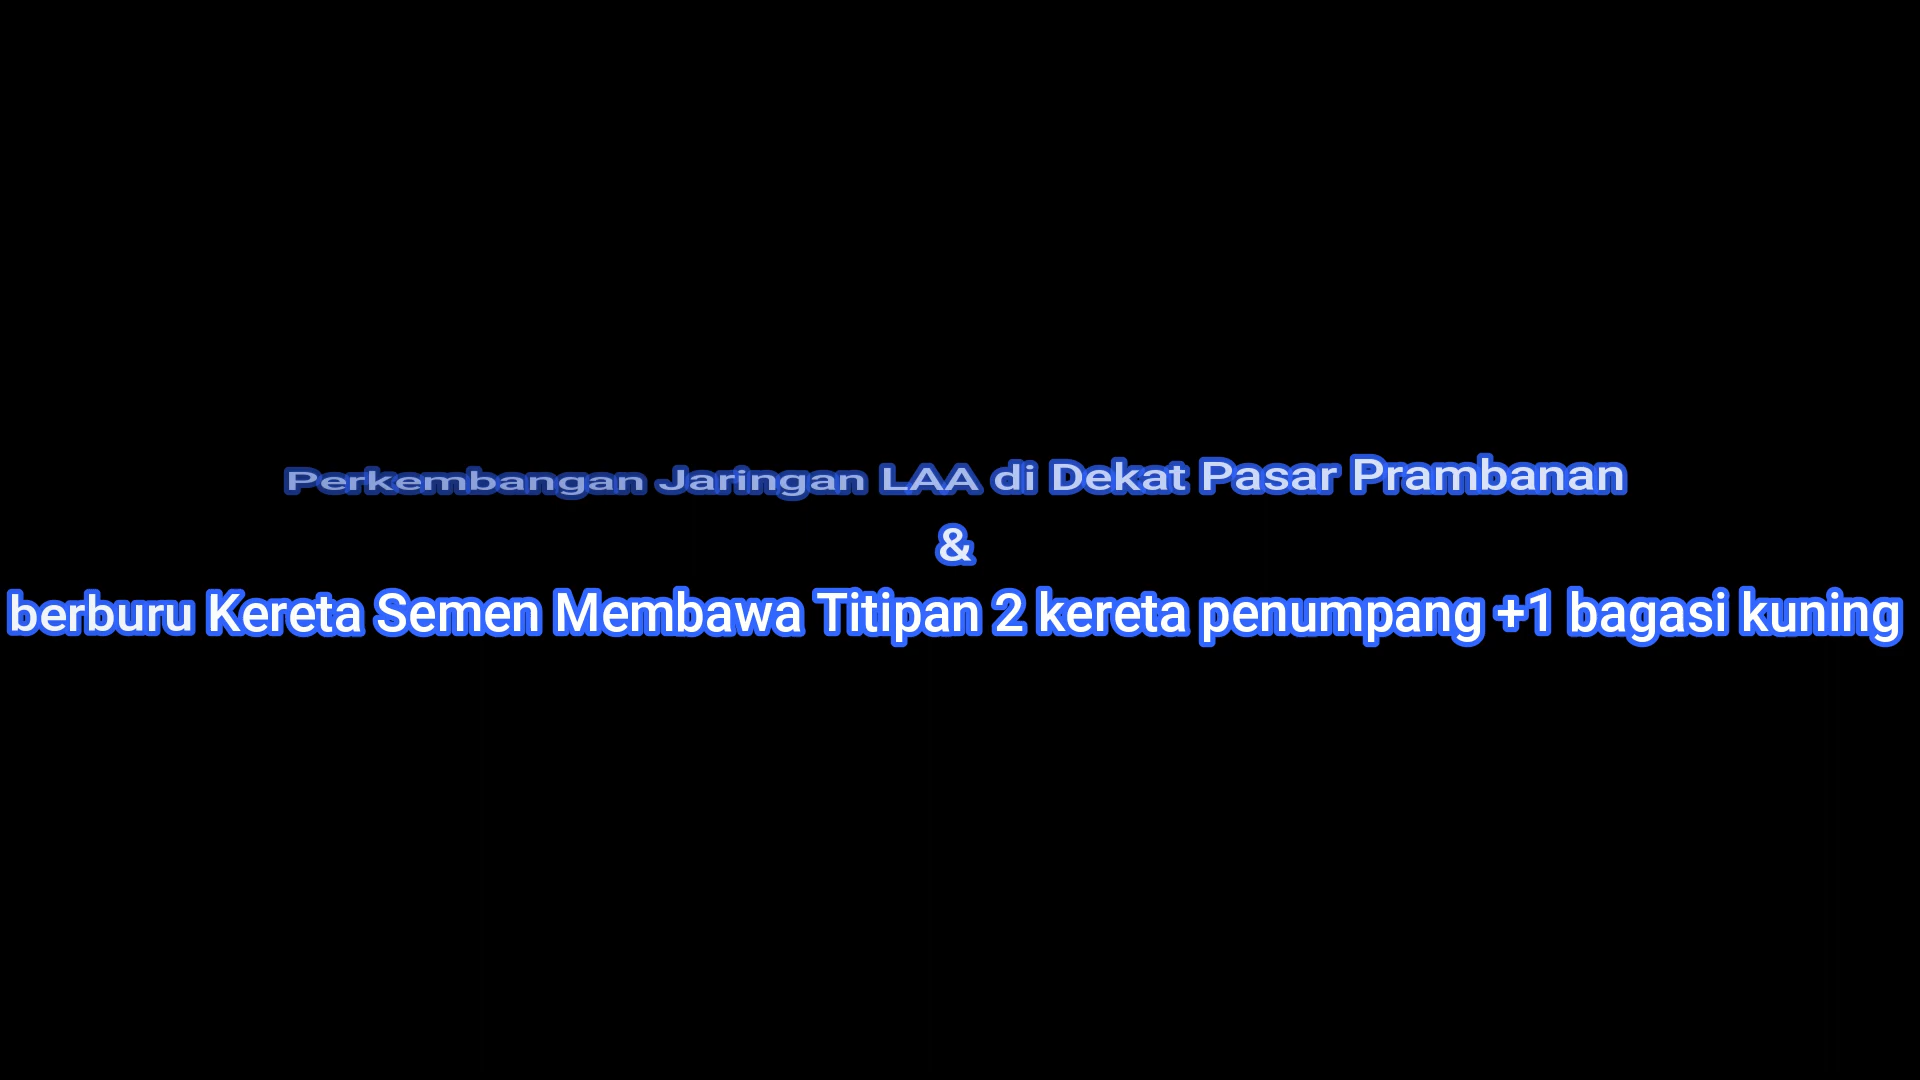 Perkembangan Jaringan LAA di Dekat Pasar Prambanan
&
berburu Kereta Semen Membawa Titipan 2 kereta penumpang +1 bagasi kuning